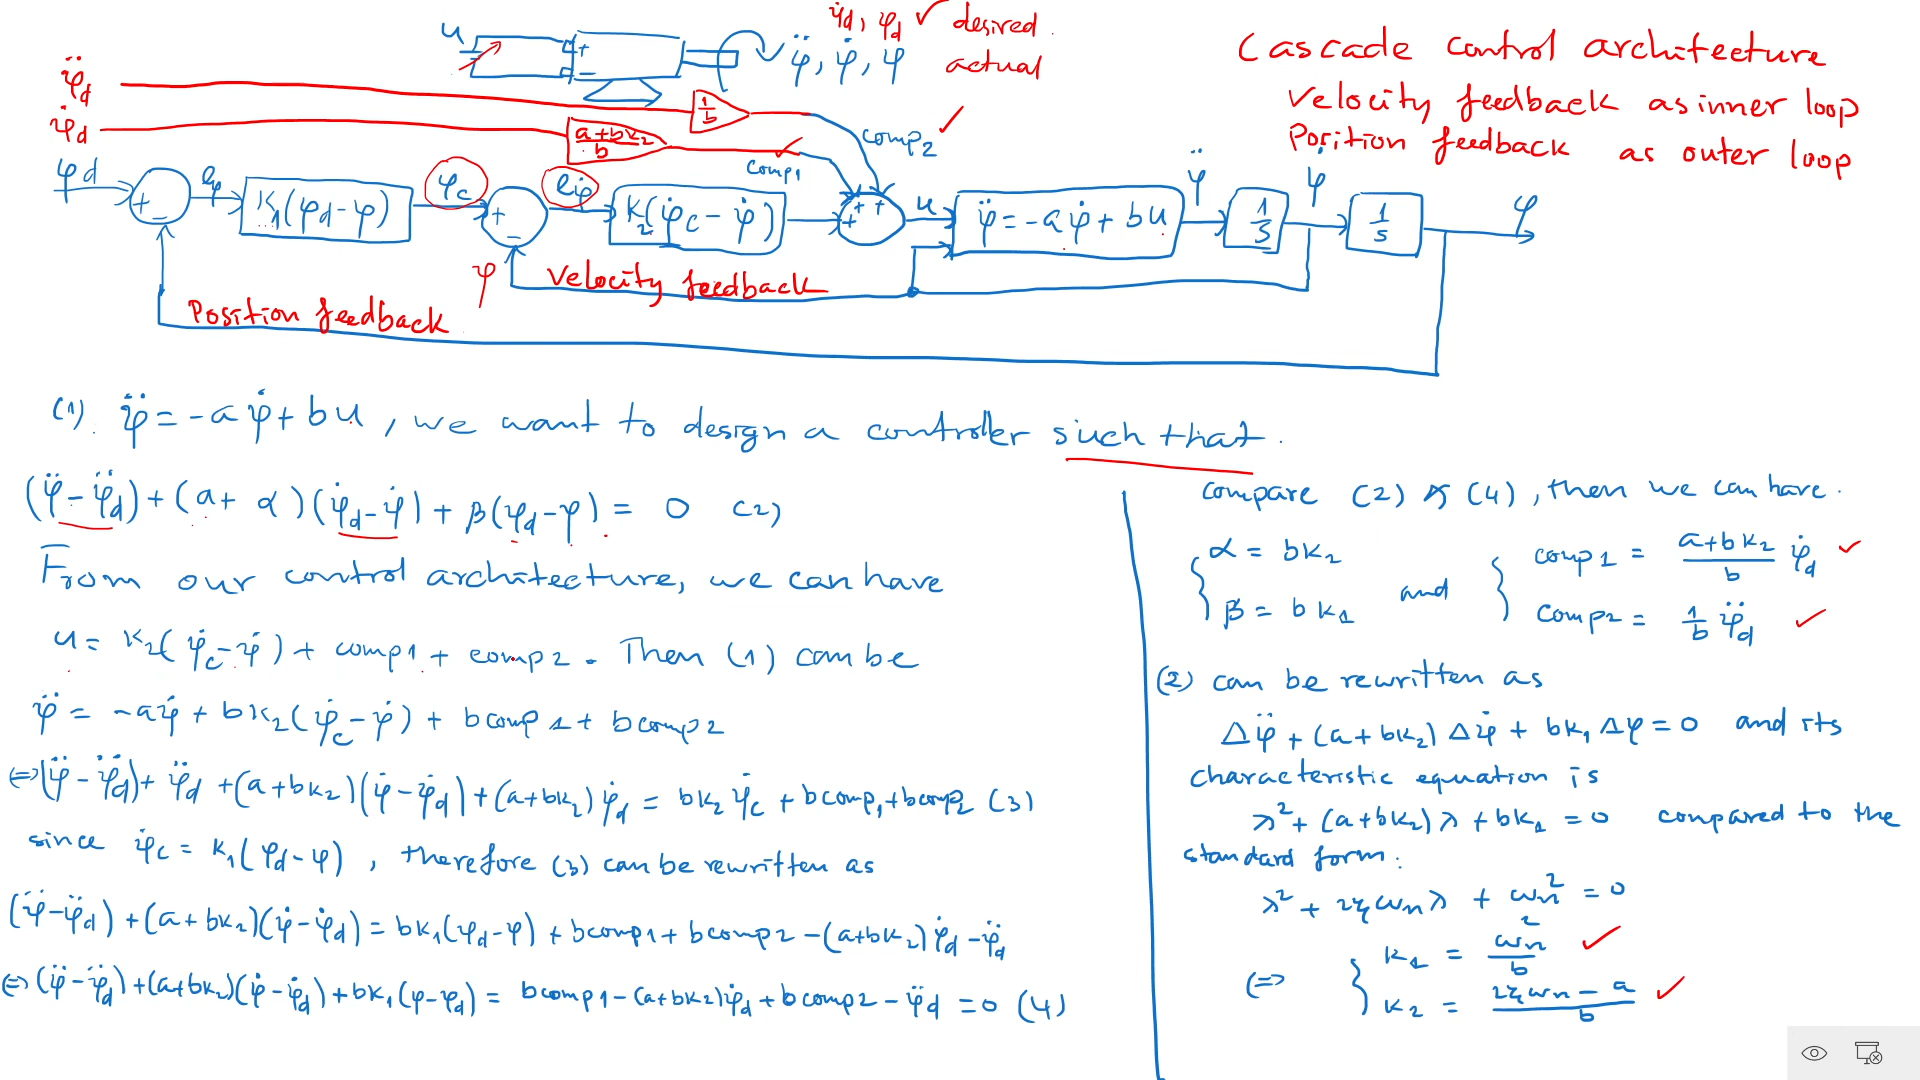 u
φ̇d, φd ✓ desired.
φ̈, φ̇, φ actual
Cascade control architecture
Velocity feedback as inner loop
Position feedback as outer loop
φ̈d
1/b
φ̇d
(a+bk2)/b
comp1
comp2
φd
+
−
eφ
K1(φd-φ)
φ̇c
+
−
eφ̇
K2(φ̇c-φ̇)
+
+
+
u
φ̈=-aφ̇+bu
φ̈
1/s
φ̇
1/s
φ
φ̇
Velocity feedback
Position feedback
(1). φ̈=-aφ̇+bu, we want to design a controller such that.
(φ̈-φ̈d)+(a+α)(φ̇d-φ̇)+β(φd-φ)=0 (2)
From our control architecture, we can have
u= K2(φ̇c-φ̇)+comp1+comp2. Then (1) can be
φ̈= -aφ̇+bk2(φ̇c-φ̇)+bcomp1+bcomp2
<=>(φ̈-φ̈d)+φ̈d+(a+bk2)(φ̇-φ̇d)+(a+bk2)φ̇d=bk2φ̇c+bcomp1+bcomp2 (3)
since φ̇c=K1(φd-φ), therefore (3) can be rewritten as
(φ̈-φ̈d)+(a+bk2)(φ̇-φ̇d)=bk1(φd-φ)+bcomp1+bcomp2-(a+bk2)φ̇d-φ̈d
<=>(φ̈-φ̈d)+(a+bk2)(φ̇-φ̇d)+bk1(φ-φd)=bcomp1-(a+bk2)φ̇d+bcomp2-φ̈d=0 (4)
Compare (2) & (4), then we can have.
{ α = bk2
β = bk1
and
{ comp1 = (a+bk2)/b φ̇d ✓
comp2 = 1/b φ̈d ✓
(2) can be rewritten as
Δφ̈+(a+bk2)Δφ̇+bk1Δφ=0 and its
characteristic equation is
λ²+(a+bk2)λ+bk1=0 compared to the
standard form:
λ²+2ξωnλ+ωn²=0
<=> { K1 = ωn²/b ✓
K2 = (2ξωn-a)/b ✓